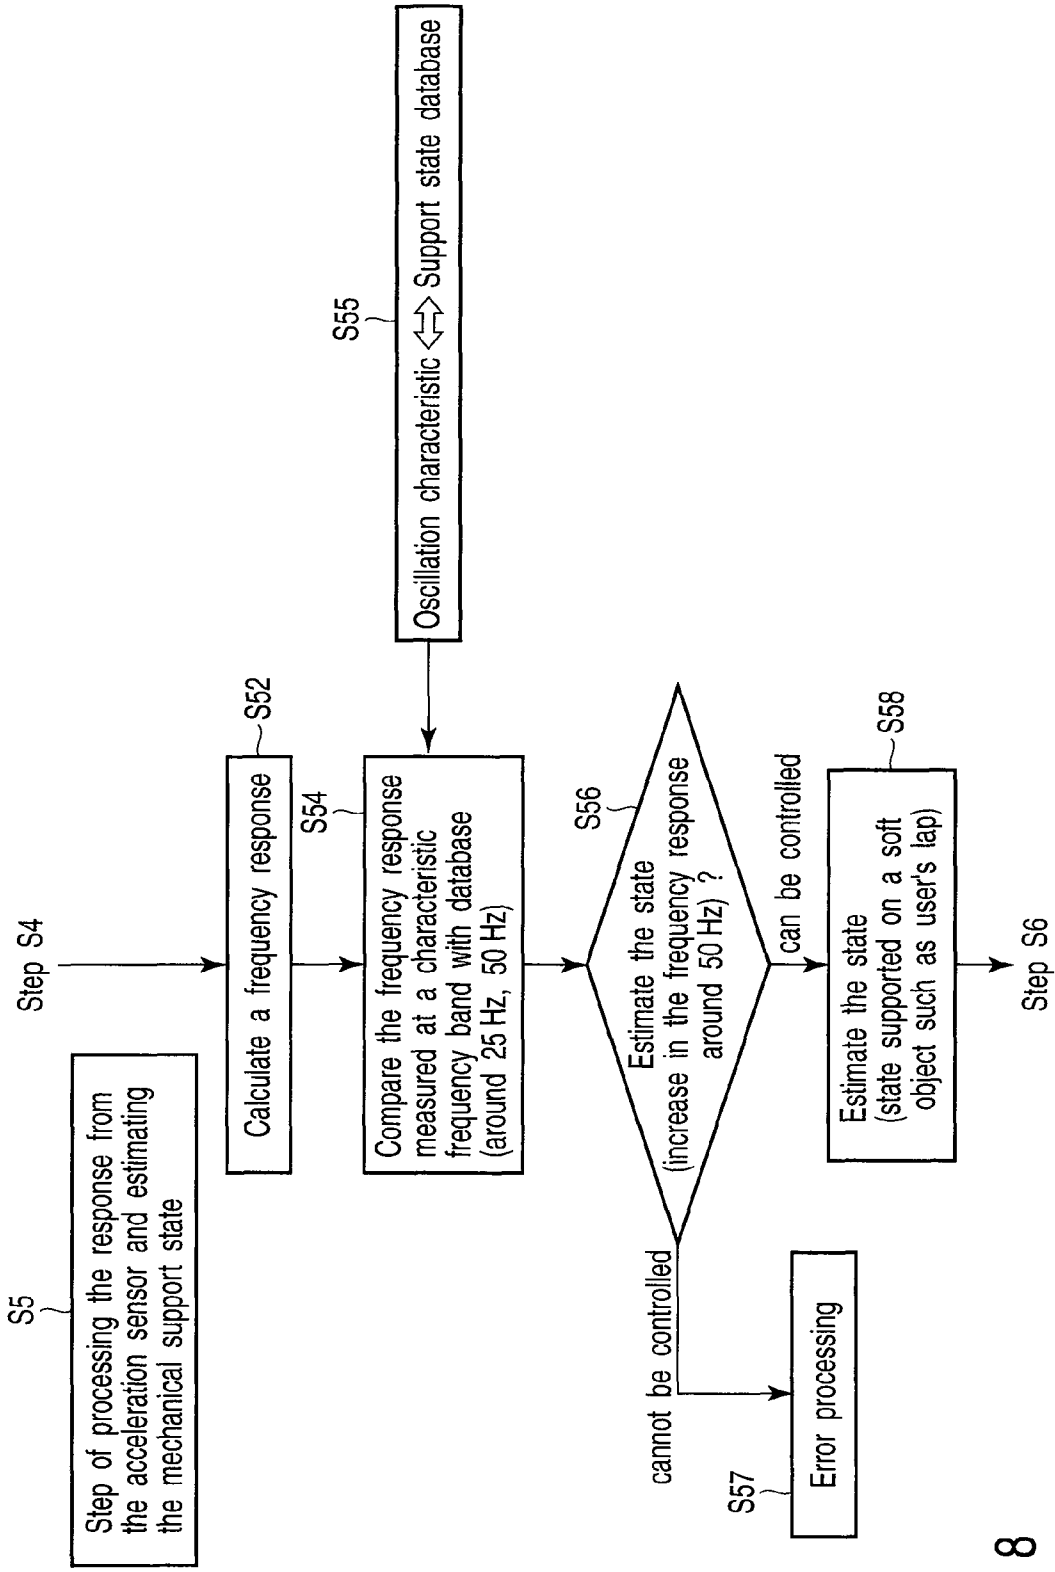 S5
Step of processing the response from
the acceleration sensor and estimating
the mechanical support state
Step S4
Calculate a frequency response
S52
S54
Compare the frequency response
measured at a characteristic
frequency band with database
(around 25 Hz, 50 Hz)
S55
Oscillation characteristic ⇔ Support state database
S56
Estimate the state
(increase in the frequency response
around 50 Hz) ?
cannot be controlled
can be controlled
S57
Error processing
S58
Estimate the state
(state supported on a soft
object such as user's lap)
Step S6
8